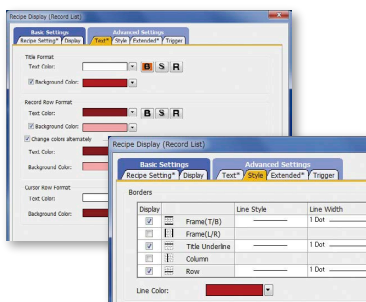 Recipe Display (Record List)
Basic Settings Advanced Settings
Recipe Setting* Display Text* Style Extended* Trigger
Title Format
Text Color: B S R
Background Color:
Record Row Format
Text Color: B S R
Background Color:
Change colors alternately
Text Color:
Background Color:
Cursor Row Format
Text Color:
Background Color:
Recipe Display (Record List)
Basic Settings Advanced Settings
Recipe Setting* Display Text* Style Extended* Trigger
Borders
Display Line Style Line Width
Frame(T/B) 1 Dot
Frame(L/R)
Title Underline 1 Dot
Column
Row 1 Dot
Line Color: